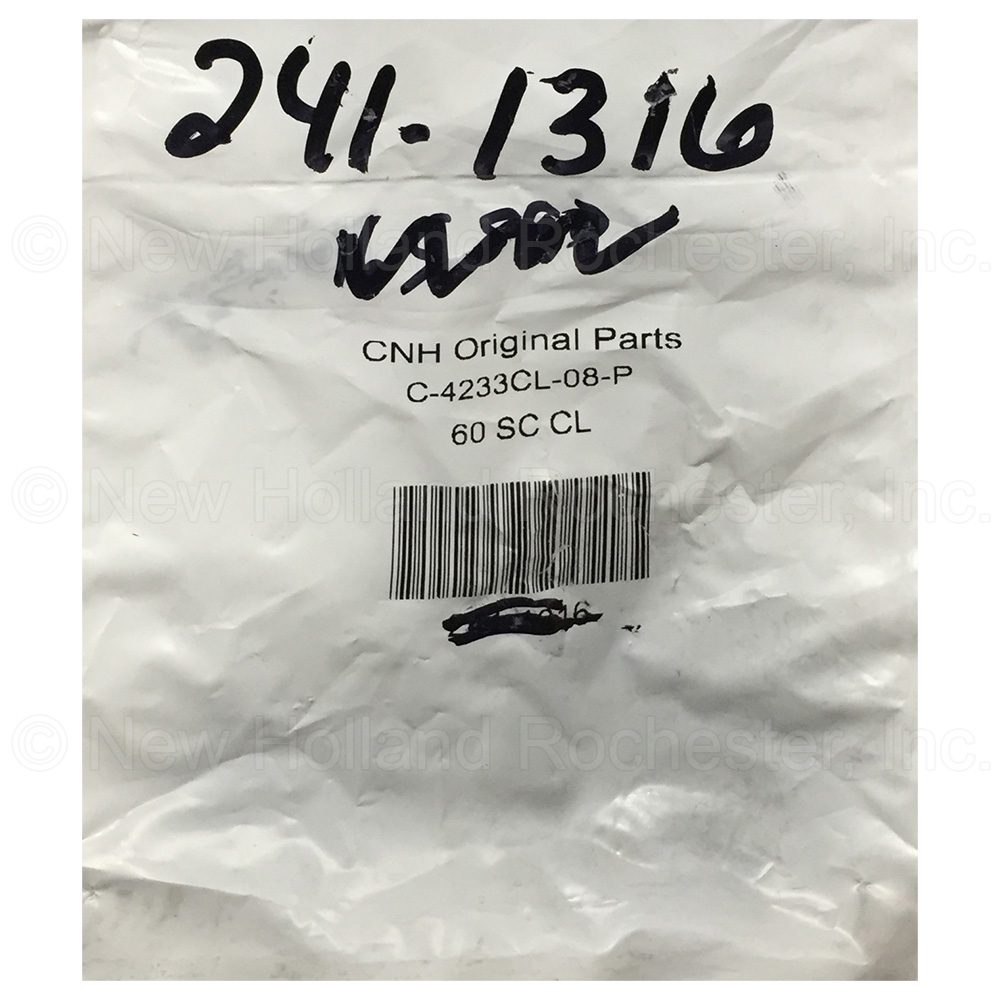 241-1316
© New Holland Rochester, Inc.
CNH Original Parts
C-4233CL-08-P
60 SC CL
© New Holland Rochester, Inc.
© New Holland Rochester, Inc.